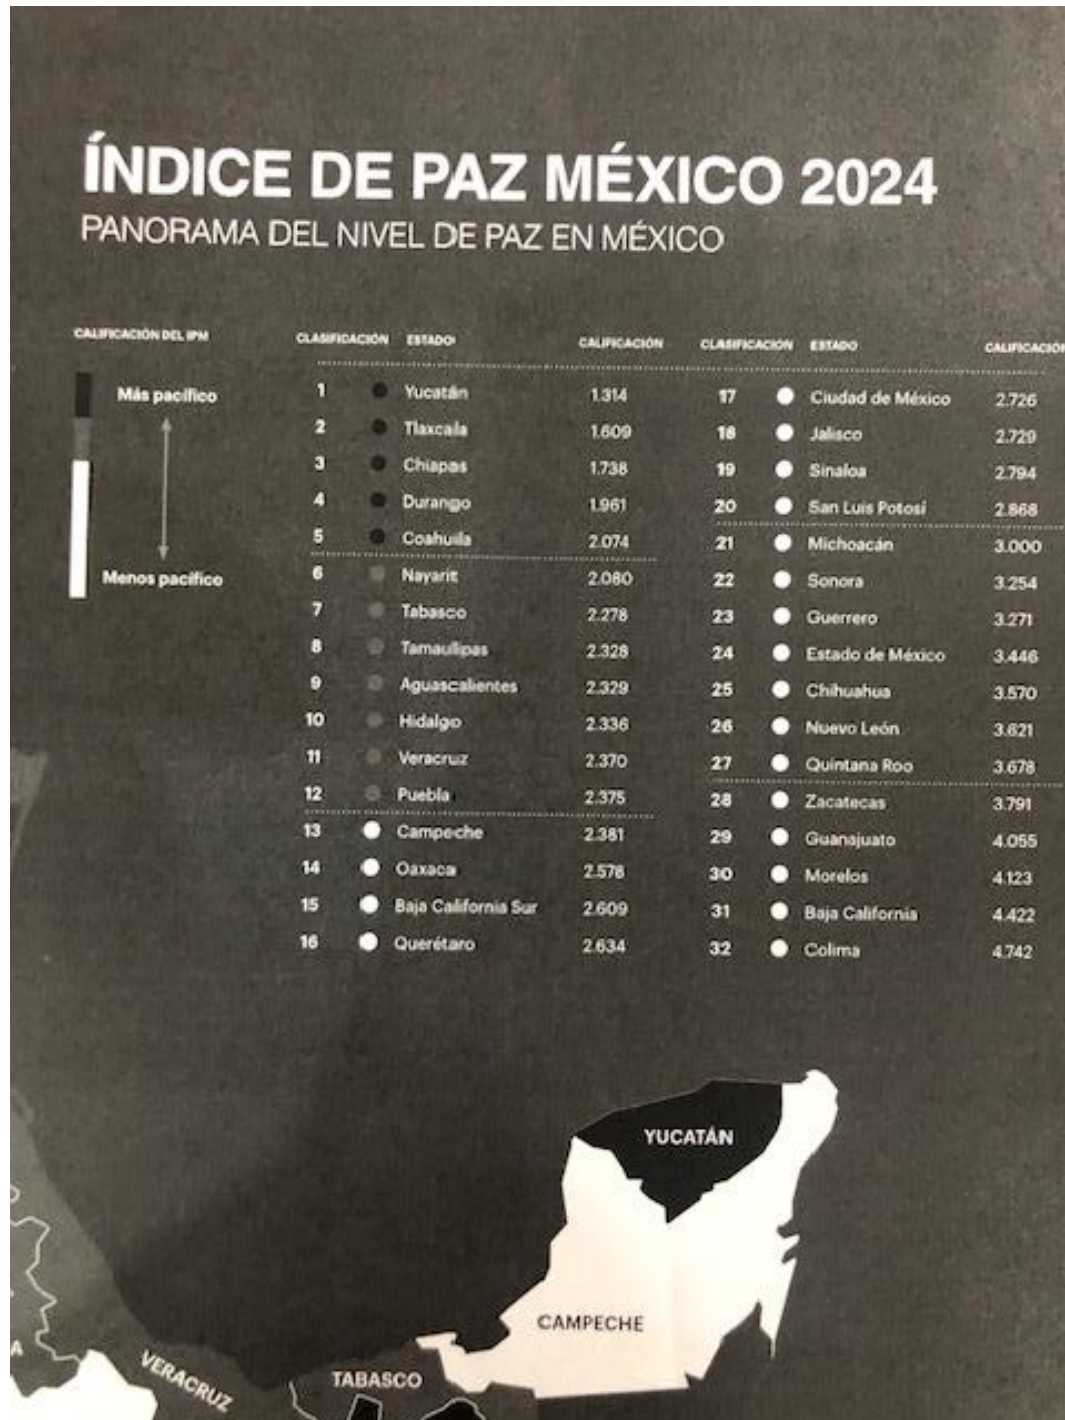 ÍNDICE DE PAZ MÉXICO 2024
PANORAMA DEL NIVEL DE PAZ EN MÉXICO
CALIFICACIÓN DEL IPM
Más pacífico
Menos pacífico
CLASIFICACIÓN ESTADO CALIFICACIÓN
1 Yucatán 1.314
2 Tlaxcala 1.609
3 Chiapas 1.738
4 Durango 1.961
5 Coahuila 2.074
6 Nayarit 2.080
7 Tabasco 2.278
8 Tamaulipas 2.328
9 Aguascalientes 2.329
10 Hidalgo 2.336
11 Veracruz 2.370
12 Puebla 2.375
13 Campeche 2.381
14 Oaxaca 2.578
15 Baja California Sur 2.609
16 Querétaro 2.634
CLASIFICACIÓN ESTADO CALIFICACIÓN
17 Ciudad de México 2.726
18 Jalisco 2.729
19 Sinaloa 2.794
20 San Luis Potosí 2.868
21 Michoacán 3.000
22 Sonora 3.254
23 Guerrero 3.271
24 Estado de México 3.446
25 Chihuahua 3.570
26 Nuevo León 3.621
27 Quintana Roo 3.678
28 Zacatecas 3.791
29 Guanajuato 4.055
30 Morelos 4.123
31 Baja California 4.422
32 Colima 4.742
YUCATÁN
CAMPECHE
A
VERACRUZ
TABASCO